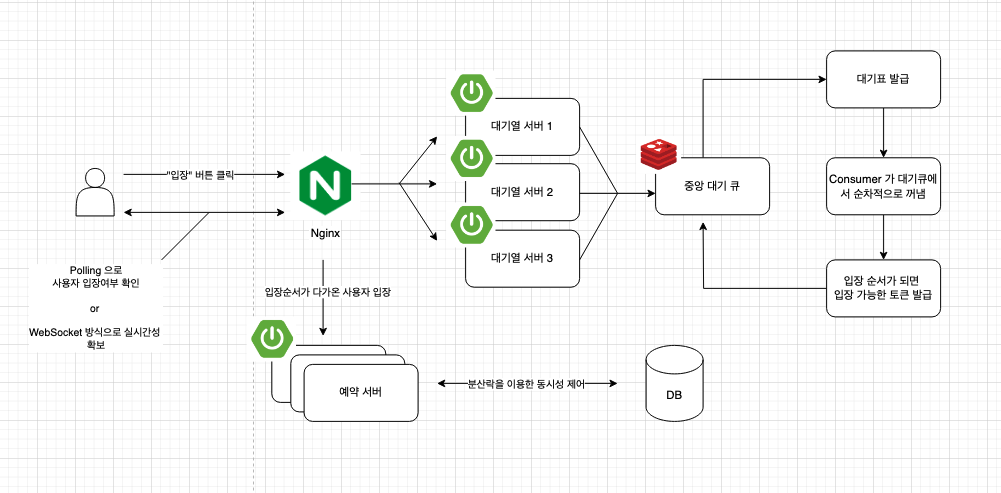 "입장" 버튼 클릭
Polling 으로
사용자 입장여부 확인
or
WebSocket 방식으로 실시간성
확보
N
Nginx
입장순서가 다가온 사용자 입장
예약 서버
대기열 서버 1
대기열 서버 2
대기열 서버 3
중앙 대기 큐
대기표 발급
Consumer 가 대기큐에
서 순차적으로 꺼냄
입장 순서가 되면
입장 가능한 토큰 발급
분산락을 이용한 동시성 제어
DB